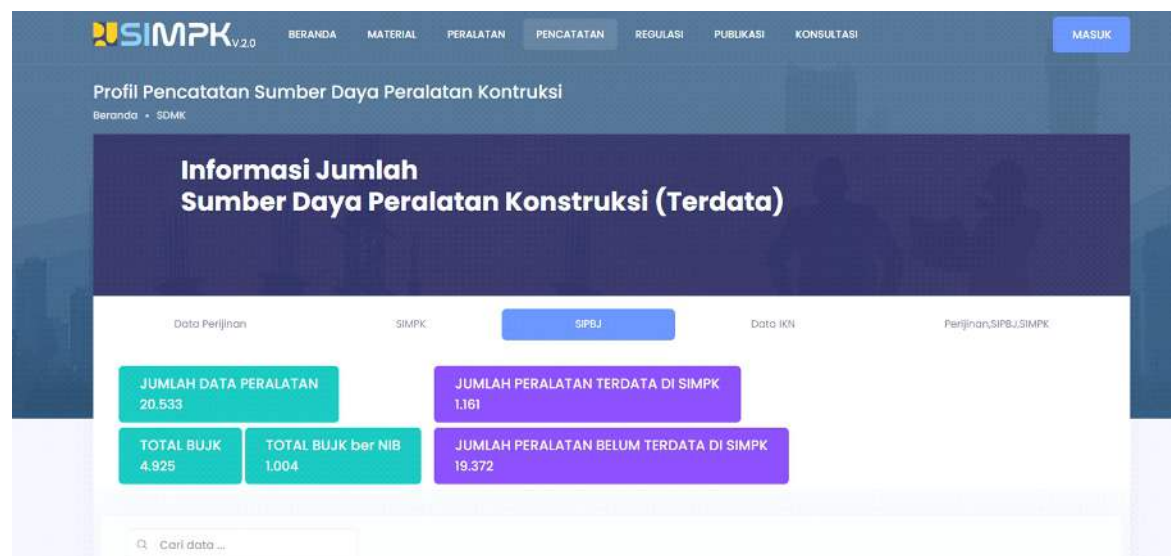 SIMPK V.2.0
BERANDA MATERIAL PERALATAN PENCATATAN REGULASI PUBLIKASI KONSULTASI MASUK
Profil Pencatatan Sumber Daya Peralatan Kontruksi
Beranda • SDMK
Informasi Jumlah
Sumber Daya Peralatan Konstruksi (Terdata)
Data Perijinan SIMPK SIPBJ Data IKN Perijinan,SIPBJ,SIMPK
JUMLAH DATA PERALATAN
20.533
JUMLAH PERALATAN TERDATA DI SIMPK
1.161
TOTAL BUJK
4.925
TOTAL BUJK ber NIB
1.004
JUMLAH PERALATAN BELUM TERDATA DI SIMPK
19.372
Cari data ...